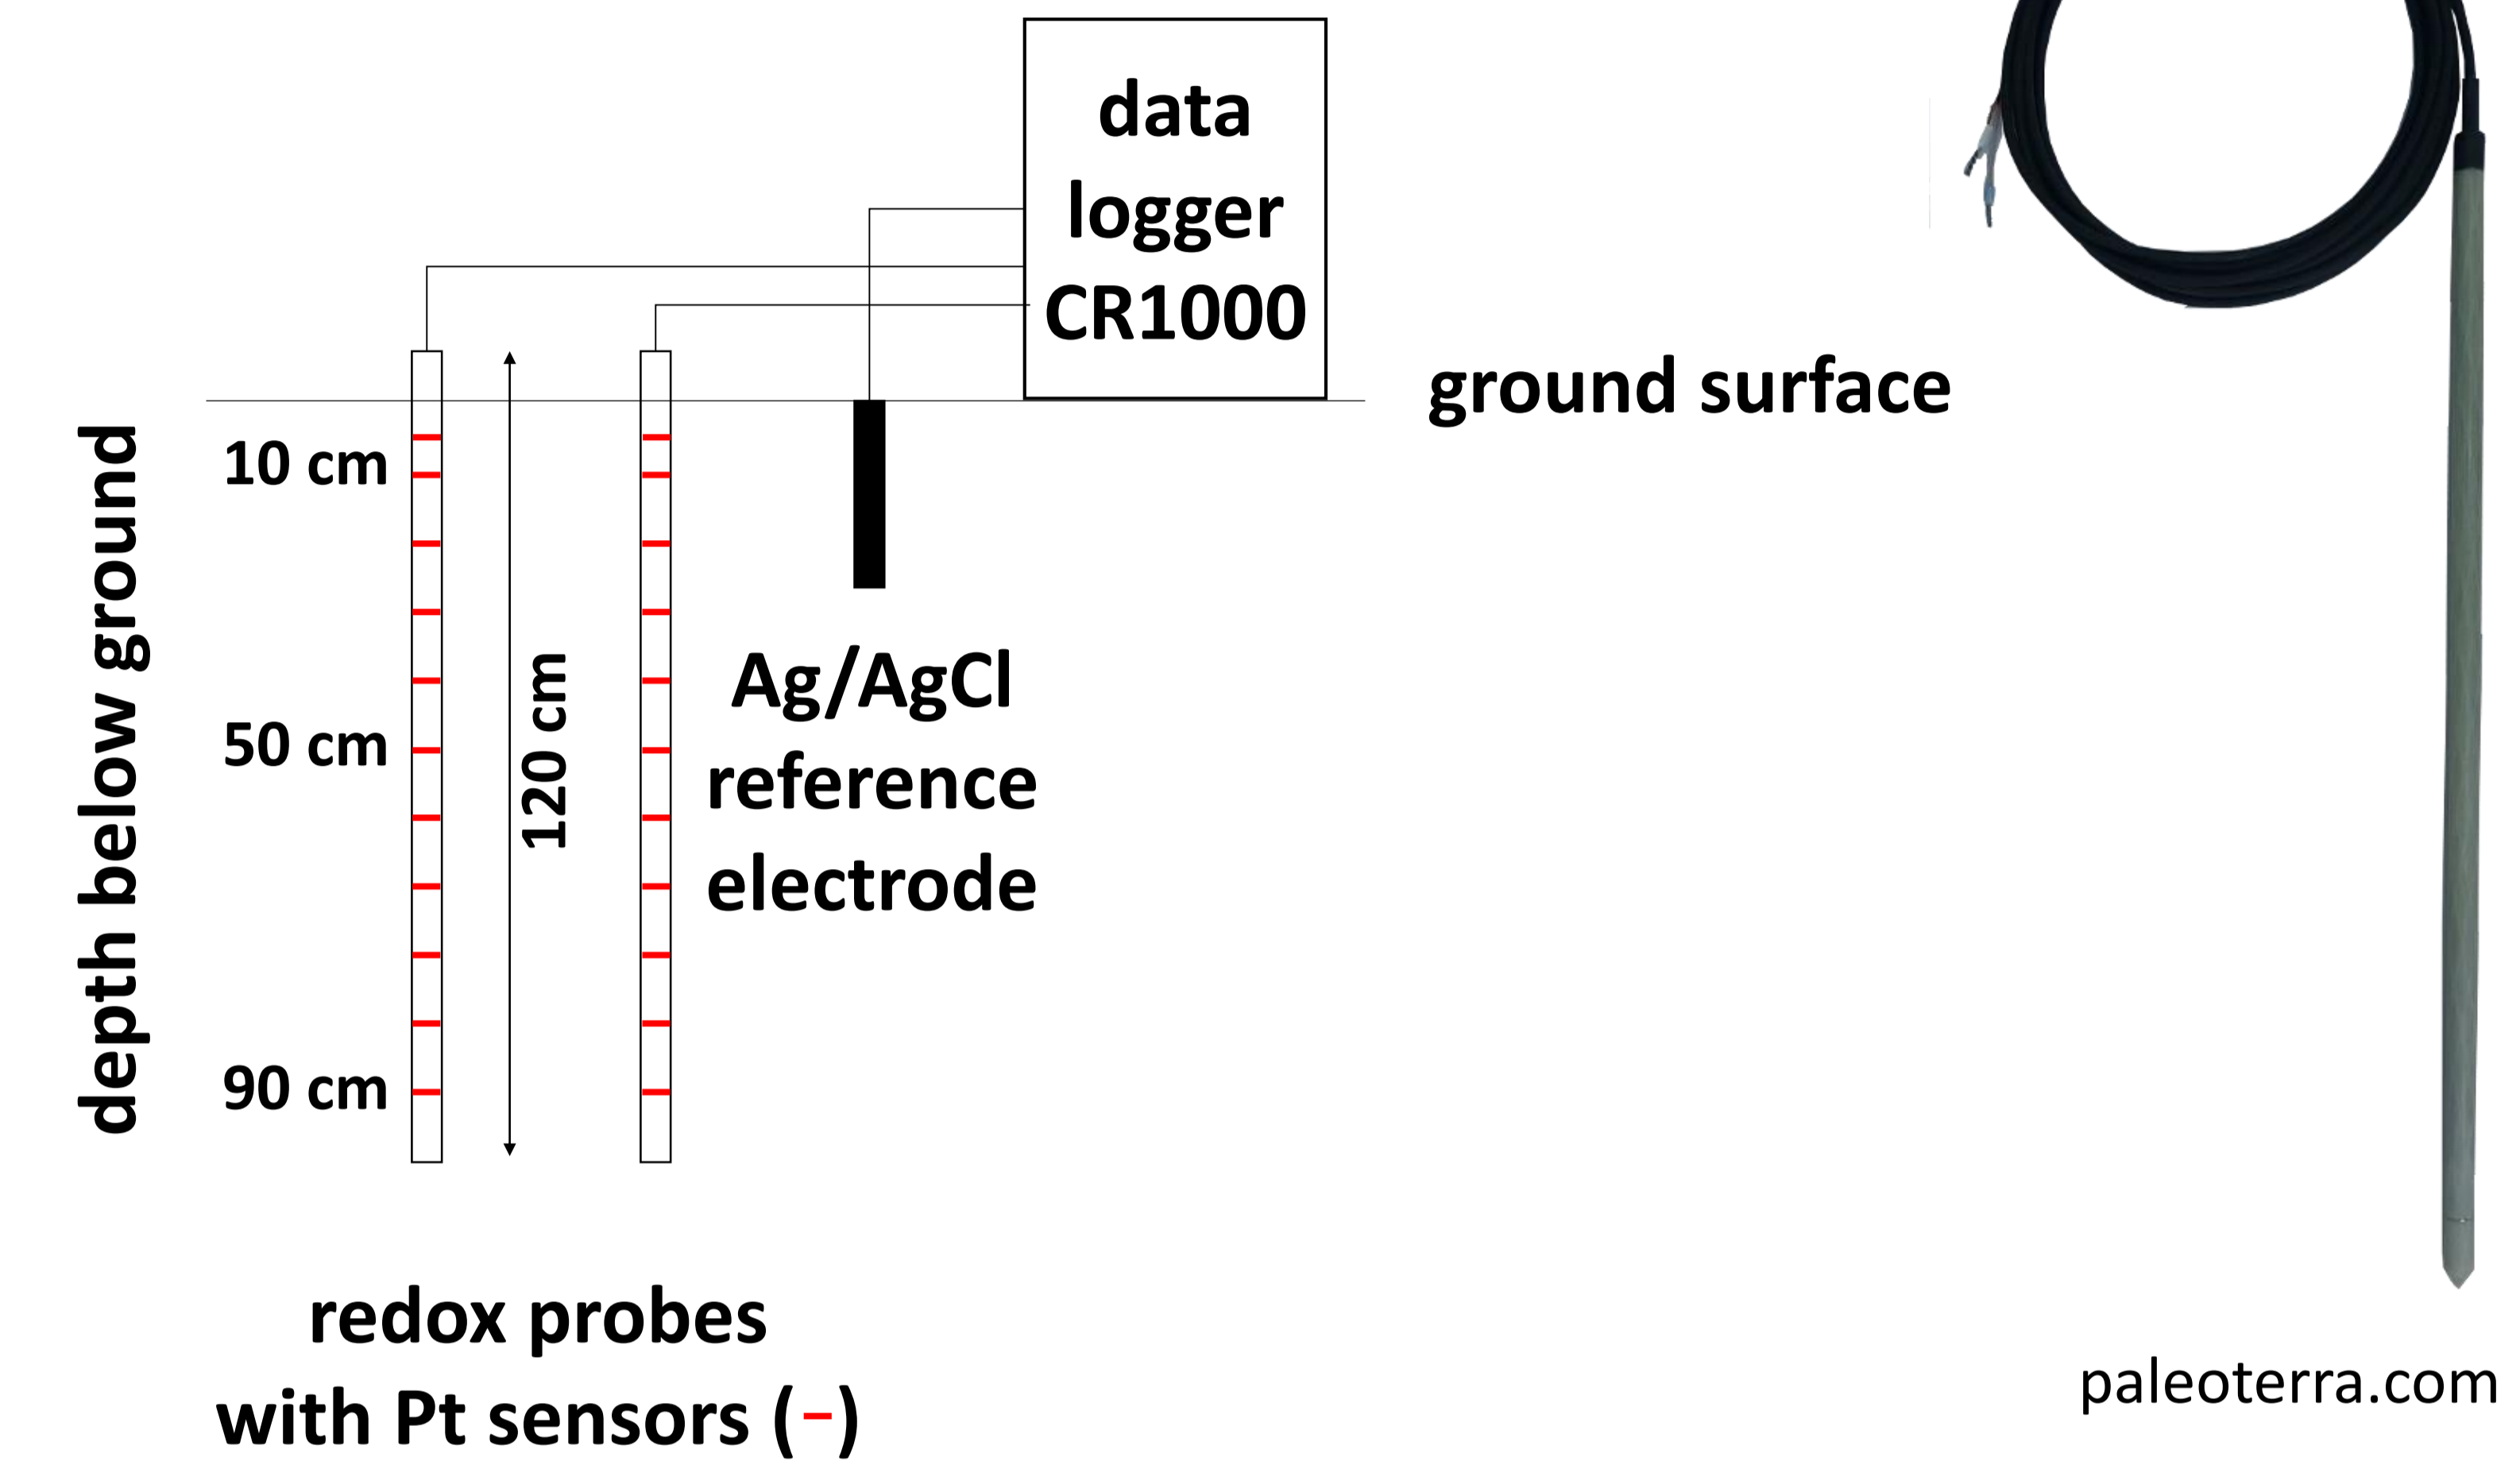 data
logger
CR1000
ground surface
depth below ground
10 cm
50 cm
90 cm
120 cm
Ag/AgCl
reference
electrode
redox probes
with Pt sensors (−)
paleoterra.com